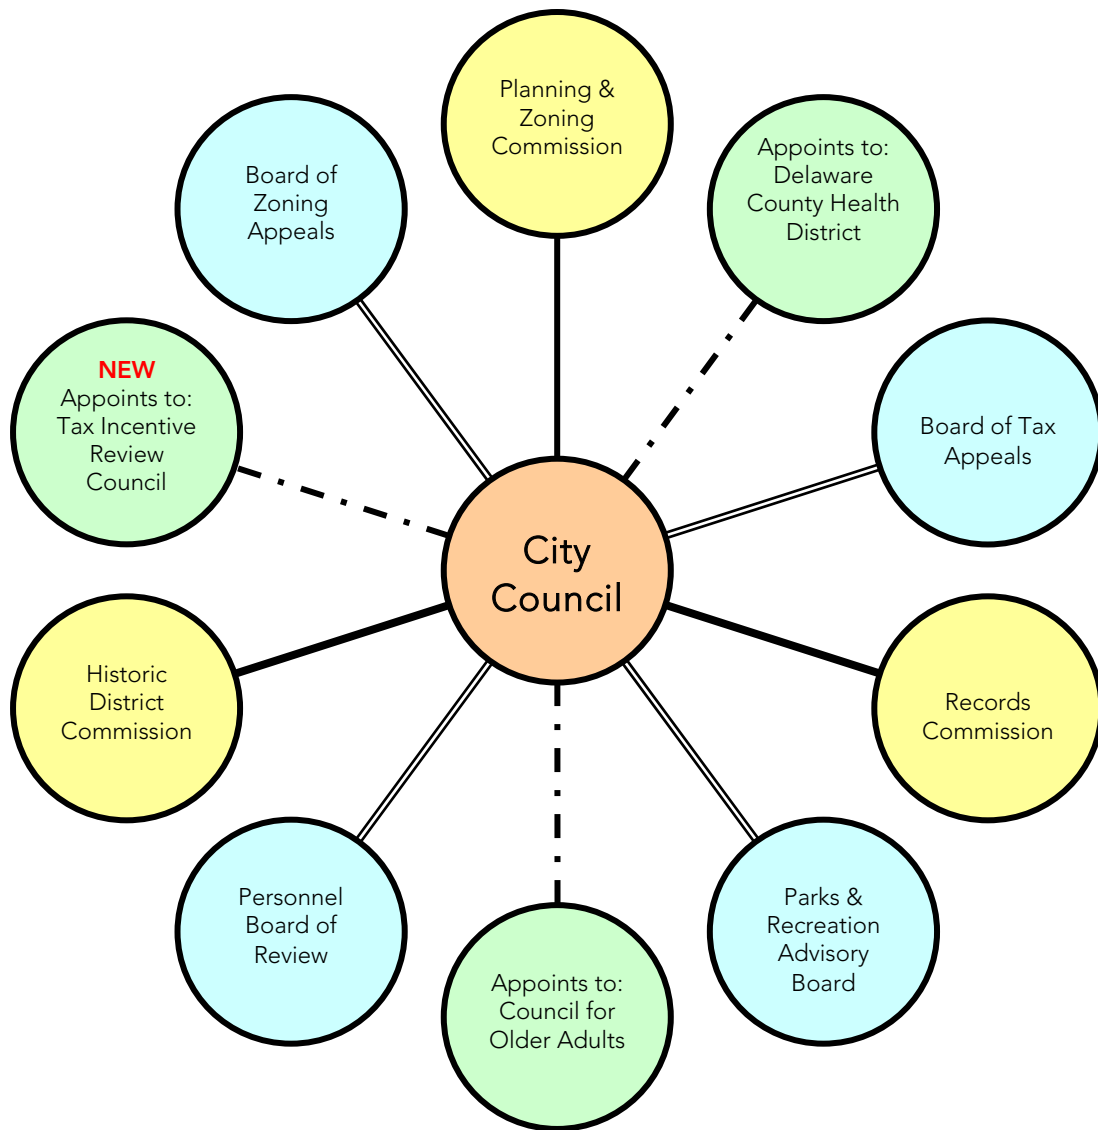 Planning &
Zoning
Commission
Appoints to:
Delaware
County Health
District
Board of
Zoning
Appeals
NEW
Appoints to:
Tax Incentive
Review
Council
Board of Tax
Appeals
City
Council
Historic
District
Commission
Records
Commission
Personnel
Board of
Review
Parks &
Recreation
Advisory
Board
Appoints to:
Council for
Older Adults